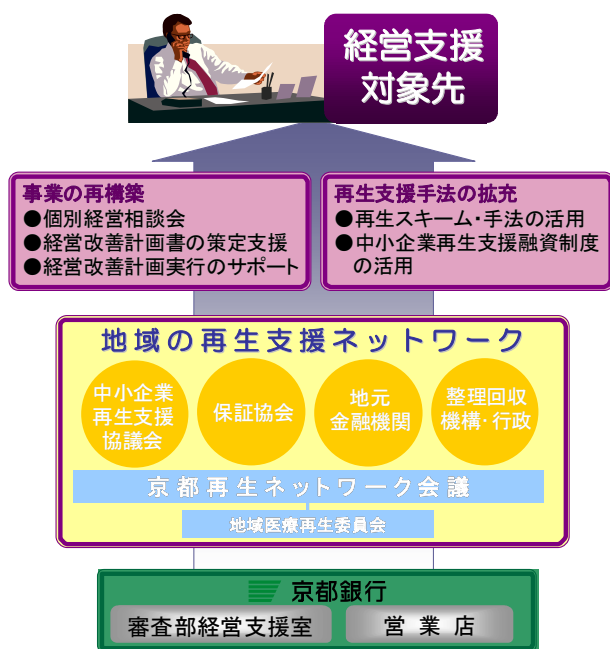 経営支援
対象先
事業の再構築
●個別経営相談会
●経営改善計画書の策定支援
●経営改善計画実行のサポート
再生支援手法の拡充
●再生スキーム・手法の活用
●中小企業再生支援融資制度
の活用
地域の再生支援ネットワーク
中小企業
再生支援
協議会
保証協会
地元
金融機関
整理回収
機構・行政
京都再生ネットワーク会議
地域医療再生委員会
京都銀行
審査部経営支援室
営業店